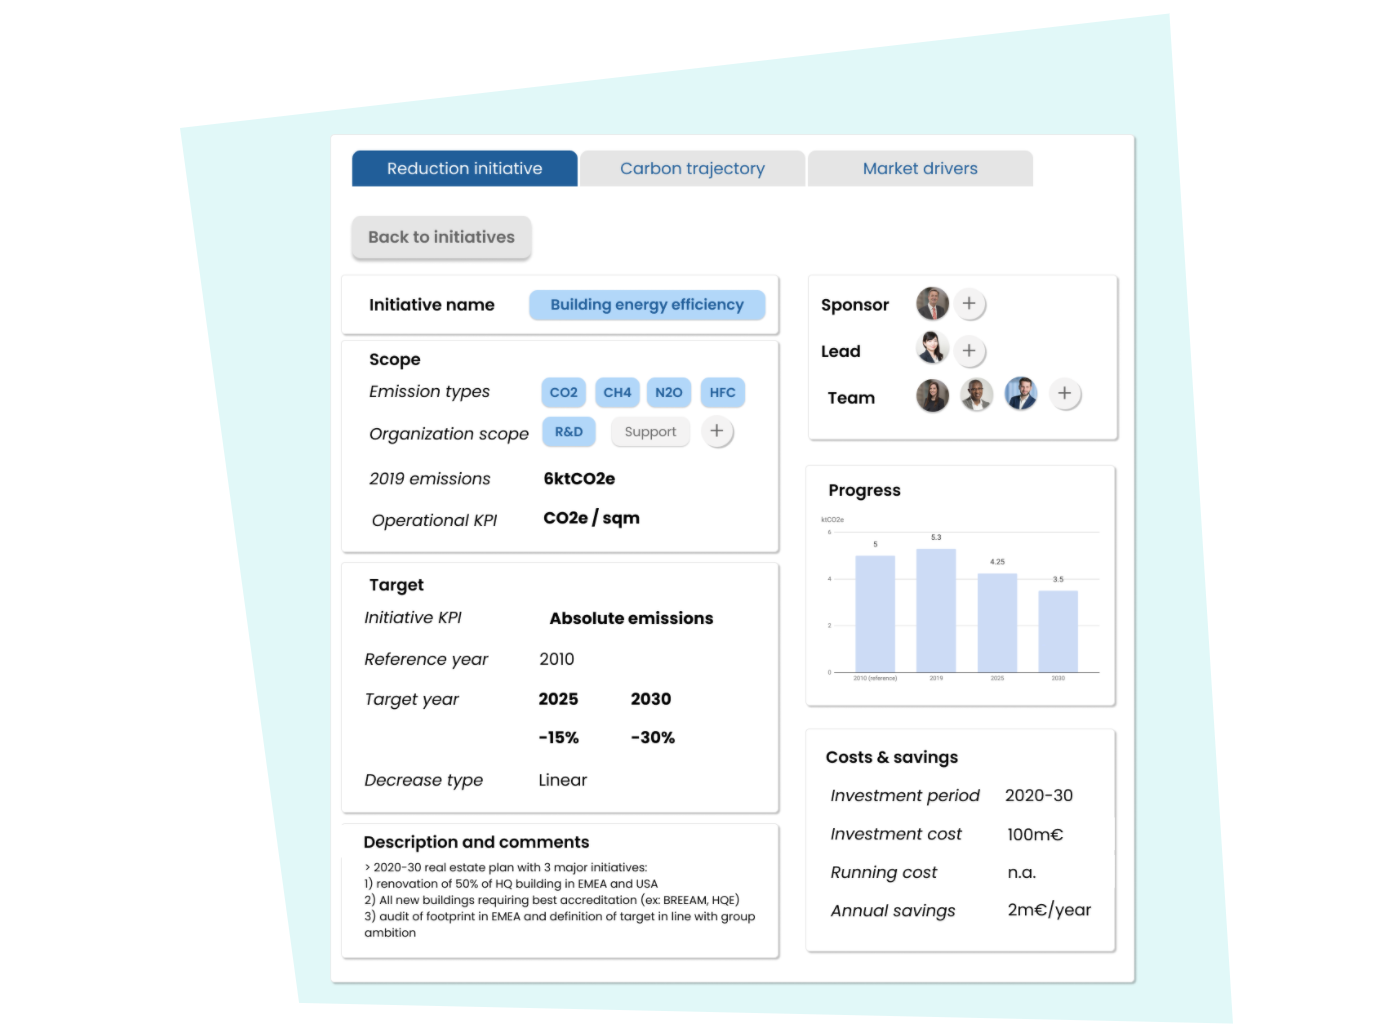 Reduction initiative
Carbon trajectory
Market drivers
Back to initiatives
Initiative name
Building energy efficiency
Scope
Emission types
CO2
CH4
N2O
HFC
Organization scope
R&D
Support
+
2019 emissions
6ktCO2e
Operational KPI
CO2e / sqm
Target
Initiative KPI
Absolute emissions
Reference year
2010
Target year
2025
2030
-15%
-30%
Decrease type
Linear
Description and comments
> 2020-30 real estate plan with 3 major initiatives:
1) renovation of 50% of HQ building in EMEA and USA
2) All new buildings requiring best accreditation (ex: BREEAM, HQE)
3) audit of footprint in EMEA and definition of target in line with group
ambition
Sponsor
+
Lead
+
Team
+
Progress
ktCO2e
6
4
2
0
5
5.3
4.25
3.5
2010 (reference)
2019
2025
2030
Costs & savings
Investment period
2020-30
Investment cost
100m€
Running cost
n.a.
Annual savings
2m€/year